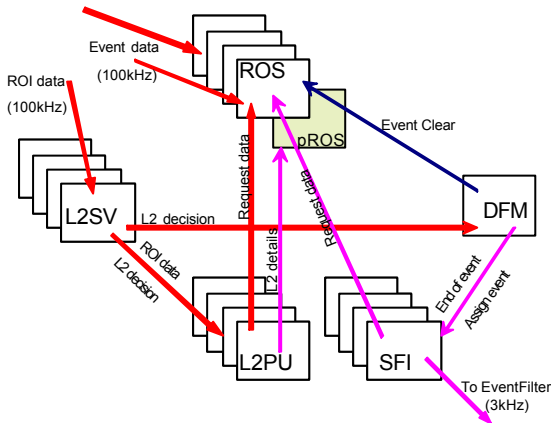 Event data
(100kHz)
ROS
ROI data
(100kHz)
pROS
Event Clear
L2SV
L2 decision
DFM
Request data
L2 details
Request data
ROI data
L2 decision
End of event
Assign event
L2PU
SFI
To EventFilter
(3kHz)